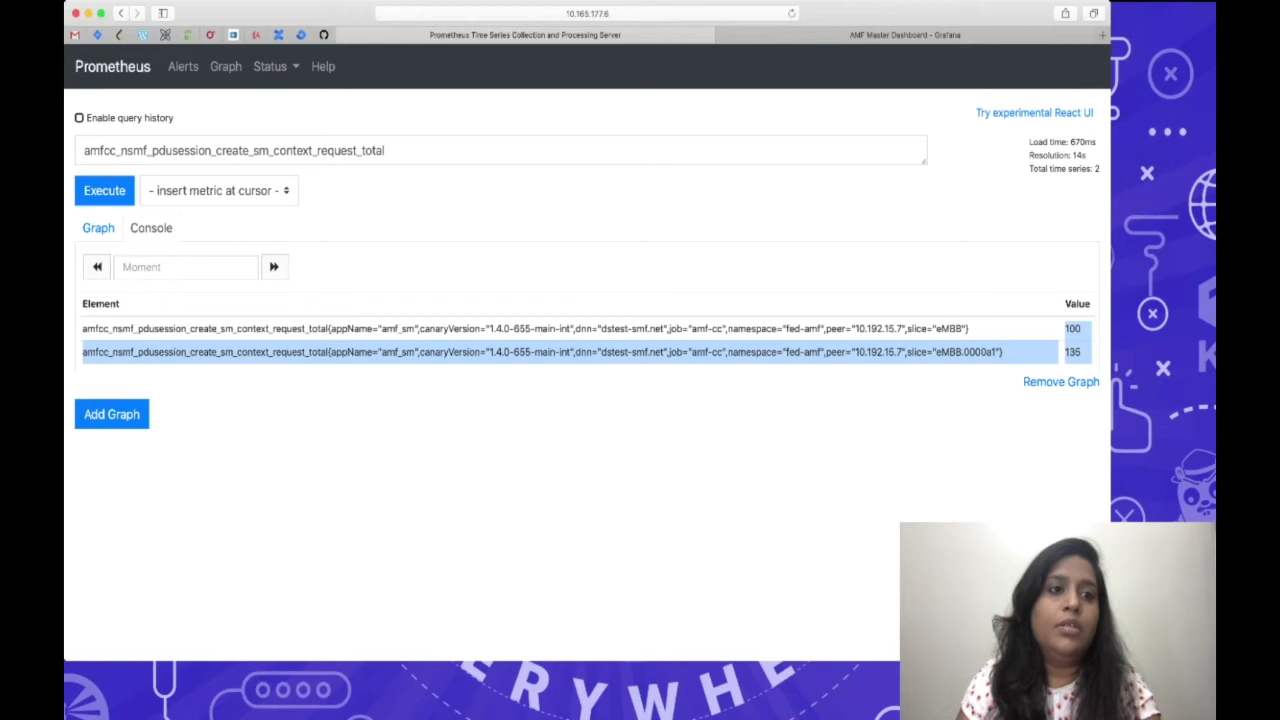 10.165.177.6
Prometheus Time Series Collection and Processing Server
AMF Master Dashboard - Grafana
Prometheus Alerts Graph Status Help
Enable query history
Try experimental React UI
amfcc_nsmf_pdusession_create_sm_context_request_total
Load time: 670ms
Resolution: 14s
Total time series: 2
Execute - insert metric at cursor -
Graph Console
Moment
Element Value
amfcc_nsmf_pdusession_create_sm_context_request_total{appName="amf_sm",canaryVersion="1.4.0-655-main-int",dnn="dstest-smf.net",job="amf-cc",namespace="fed-amf",peer="10.192.15.7",slice="eMBB"} 100
amfcc_nsmf_pdusession_create_sm_context_request_total{appName="amf_sm",canaryVersion="1.4.0-655-main-int",dnn="dstest-smf.net",job="amf-cc",namespace="fed-amf",peer="10.192.15.7",slice="eMBB.0000a1"} 135
Remove Graph
Add Graph
ERYWHE